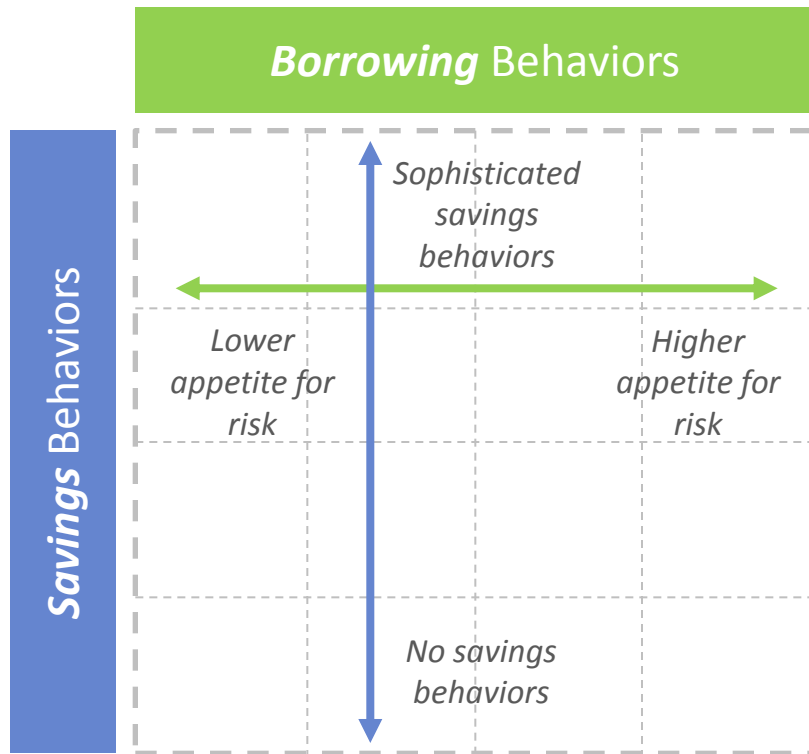 Borrowing Behaviors
Savings Behaviors
Sophisticated
savings
behaviors
Lower
appetite for
risk
Higher
appetite for
risk
No savings
behaviors